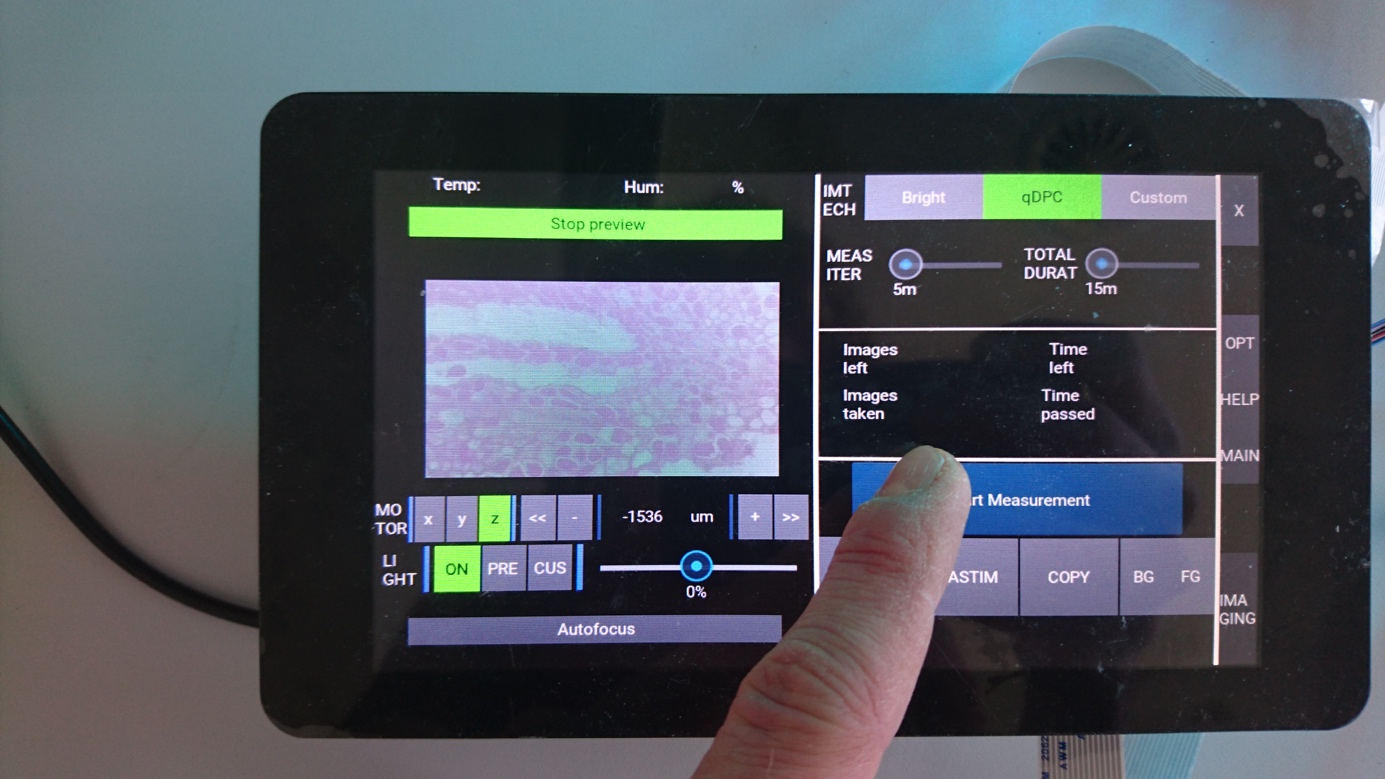 Temp: Hum: %
Stop preview
MO
TOR
x y z << - -1536 um + >>
LI
GHT
ON PRE CUS
0%
Autofocus
IMT
ECH
Bright qDPC Custom
MEAS
ITER
5m
TOTAL
DURAT
15m
Images
left
Time
left
Images
taken
Time
passed
Measurement
COPY BG FG
X
OPT
HELP
MAIN
IMA
GING
AWM